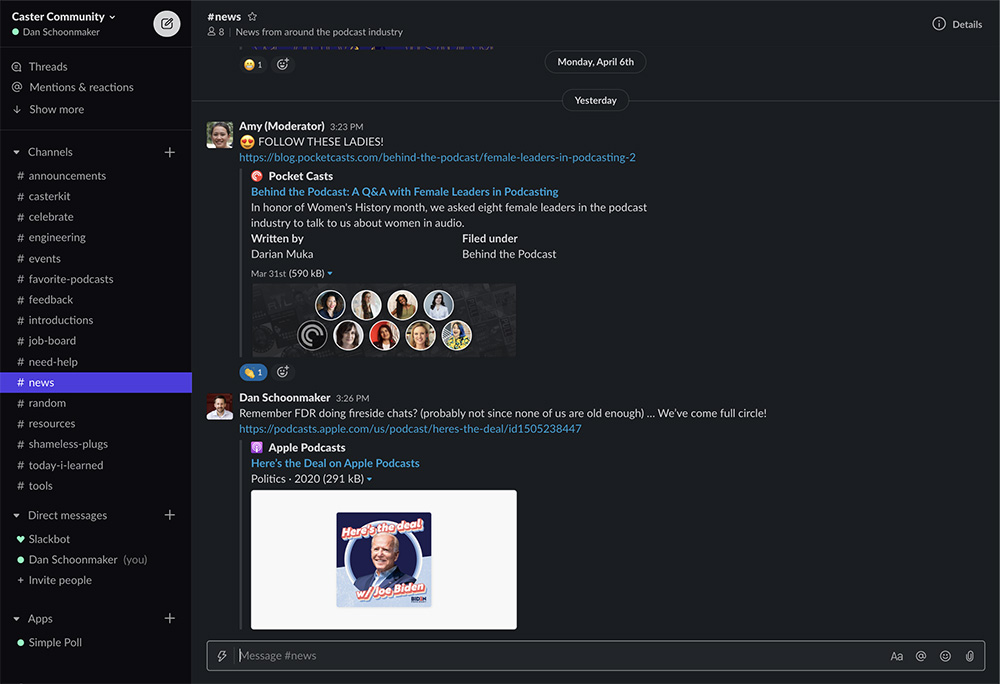 Caster Community
Dan Schoonmaker
Threads
Mentions & reactions
Show more
Channels
# announcements
# casterkit
# celebrate
# engineering
# events
# favorite-podcasts
# feedback
# introductions
# job-board
# need-help
# news
# random
# resources
# shameless-plugs
# today-i-learned
# tools
Direct messages
Slackbot
Dan Schoonmaker (you)
+ Invite people
Apps
Simple Poll
#news
8 | News from around the podcast industry
Details
1
Monday, April 6th
Yesterday
Amy (Moderator) 3:23 PM
😍 FOLLOW THESE LADIES!
https://blog.pocketcasts.com/behind-the-podcast/female-leaders-in-podcasting-2
Pocket Casts
Behind the Podcast: A Q&A with Female Leaders in Podcasting
In honor of Women's History month, we asked eight female leaders in the podcast
industry to talk to us about women in audio.
Written by Filed under
Darian Muka Behind the Podcast
Mar 31st (590 kB)
1
Dan Schoonmaker 3:26 PM
Remember FDR doing fireside chats? (probably not since none of us are old enough) ... We've come full circle!
https://podcasts.apple.com/us/podcast/heres-the-deal/id1505238447
Apple Podcasts
Here's the Deal on Apple Podcasts
Politics · 2020 (291 kB)
Here's the deal
w/ Joe Biden
BIDEN
Message #news
Aa